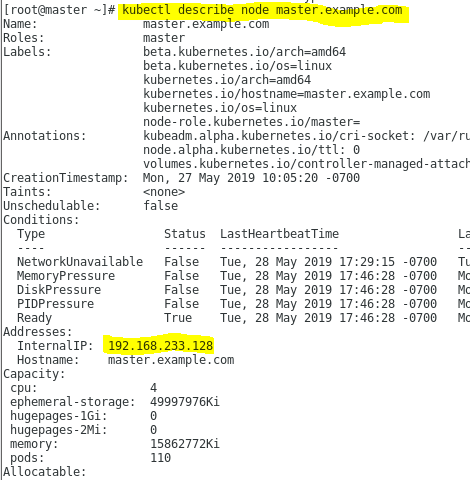 [root@master ~]# kubectl describe node master.example.com
Name: master.example.com
Roles: master
Labels: beta.kubernetes.io/arch=amd64
beta.kubernetes.io/os=linux
kubernetes.io/arch=amd64
kubernetes.io/hostname=master.example.com
kubernetes.io/os=linux
node-role.kubernetes.io/master=
Annotations: kubeadm.alpha.kubernetes.io/cri-socket: /var/ru
node.alpha.kubernetes.io/ttl: 0
volumes.kubernetes.io/controller-managed-attach
CreationTimestamp: Mon, 27 May 2019 10:05:20 -0700
Taints: <none>
Unschedulable: false
Conditions:
Type Status LastHeartbeatTime La
---- ------ ----------------- --
NetworkUnavailable False Tue, 28 May 2019 17:29:15 -0700 Tu
MemoryPressure False Tue, 28 May 2019 17:46:28 -0700 Mo
DiskPressure False Tue, 28 May 2019 17:46:28 -0700 Mo
PIDPressure False Tue, 28 May 2019 17:46:28 -0700 Mo
Ready True Tue, 28 May 2019 17:46:28 -0700 Mo
Addresses:
InternalIP: 192.168.233.128
Hostname: master.example.com
Capacity:
cpu: 4
ephemeral-storage: 49997976Ki
hugepages-1Gi: 0
hugepages-2Mi: 0
memory: 15862772Ki
pods: 110
Allocatable: